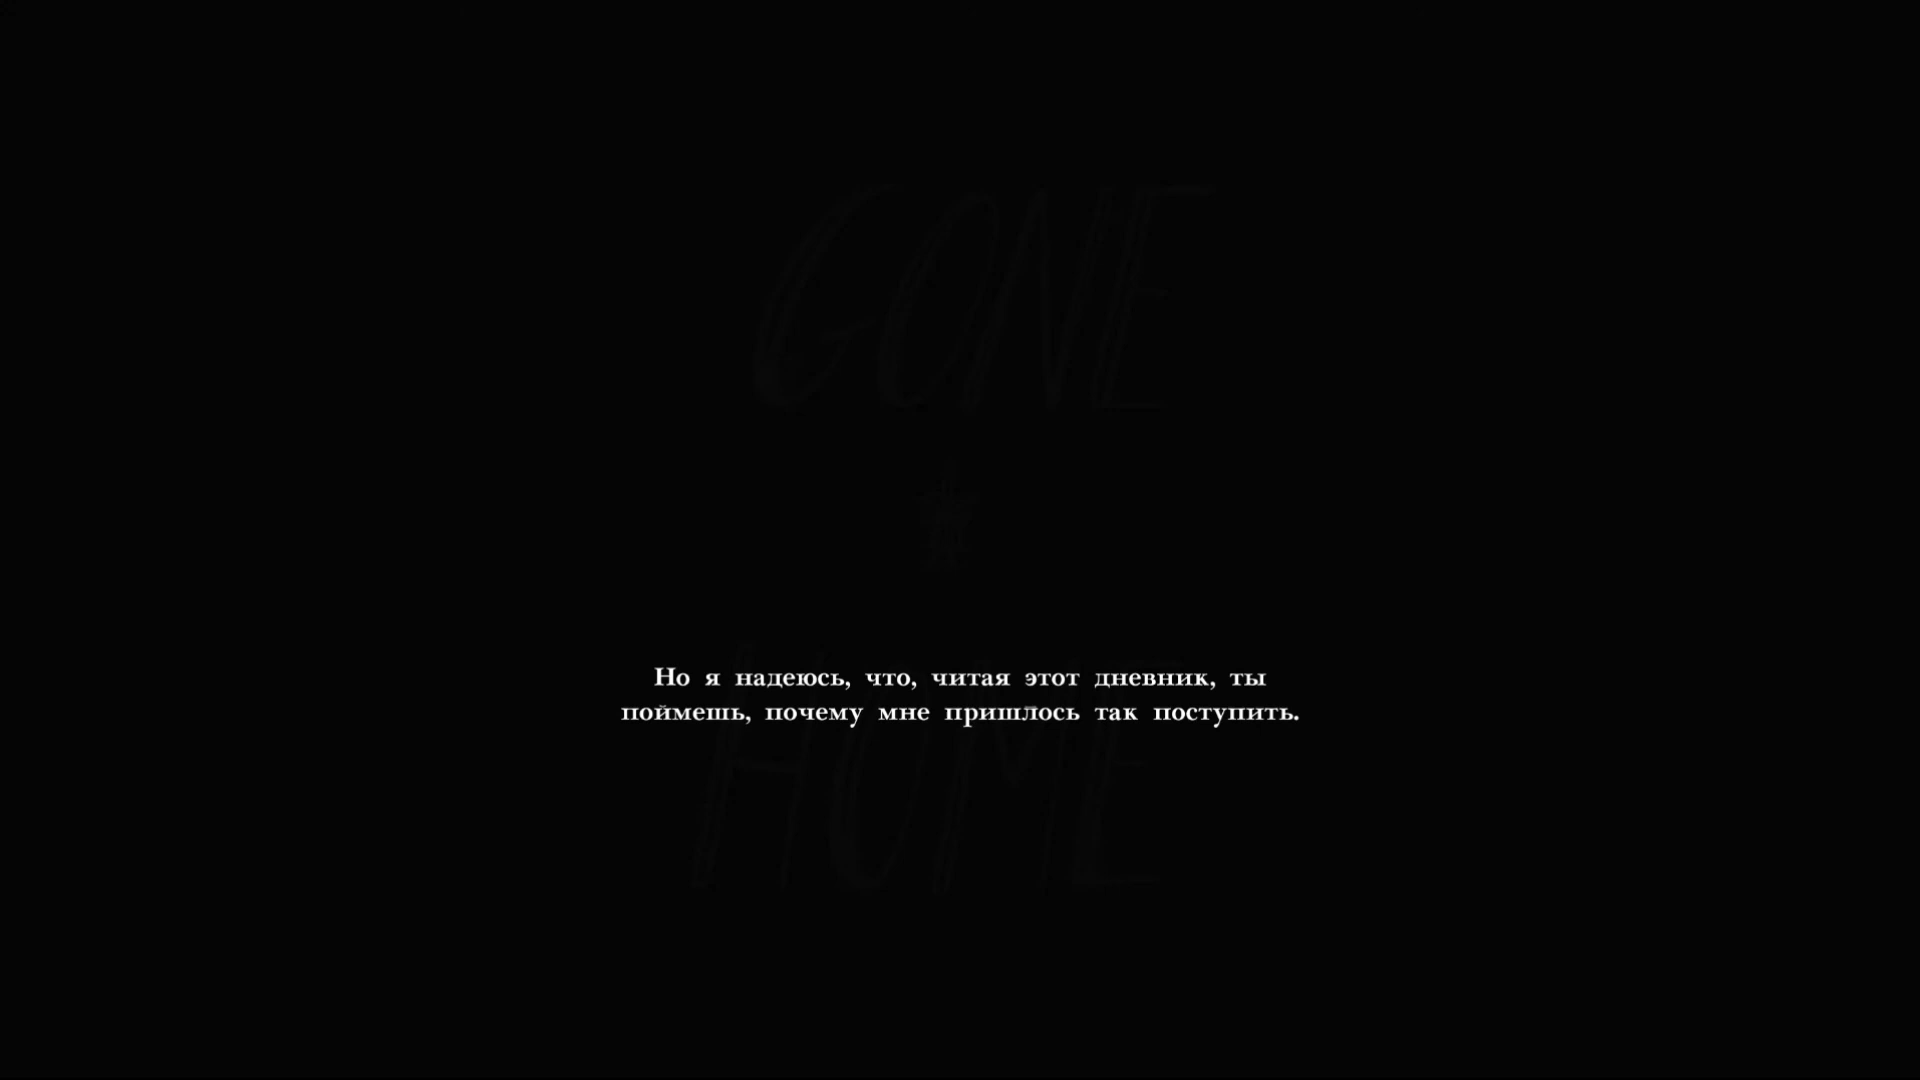 GONE
HOME
Но я надеюсь, что, читая этот дневник, ты
поймешь, почему мне пришлось так поступить.